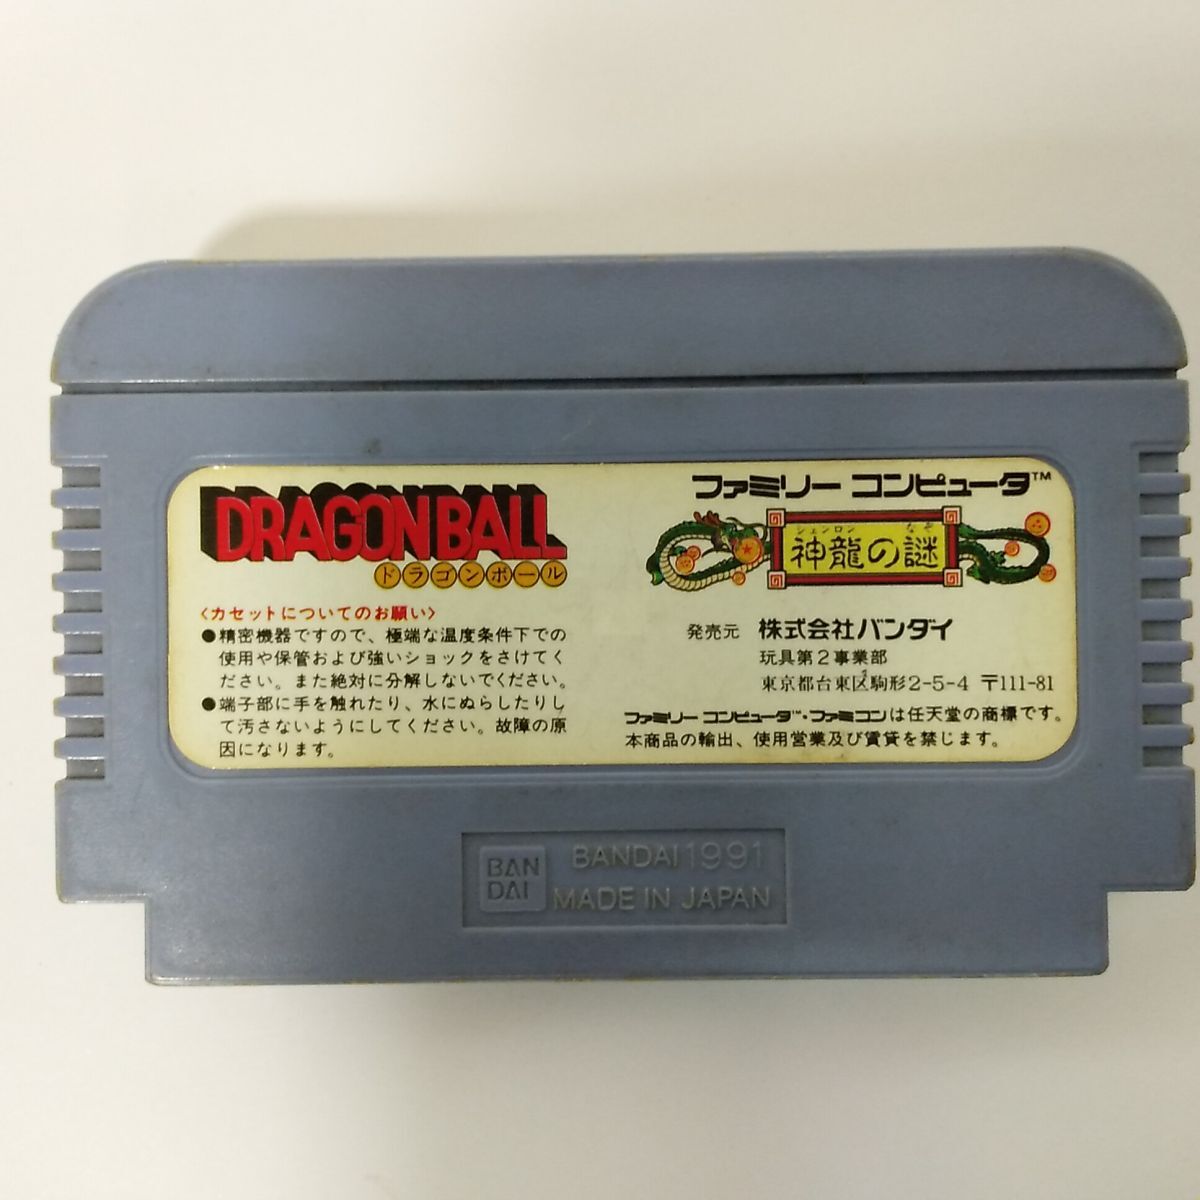 DRAGON BALL
ドラゴンボール
〈カセットについてのお願い〉
●精密機器ですので、極端な温度条件下での
使用や保管および強いショックをさけてく
ださい。また絶対に分解しないでください。
●端子部に手を触れたり、水にぬらしたりし
て汚さないようにしてください。故障の原
因になります。
ファミリー コンピュータ™
シェンロン なぞ
神龍の謎
発売元 株式会社バンダイ
玩具第2事業部
東京都台東区駒形2-5-4 〒111-81
ファミリー コンピュータ™・ファミコンは任天堂の商標です。
本商品の輸出、使用営業及び賃貸を禁じます。
BAN
DAI
BANDAI 1991
MADE IN JAPAN